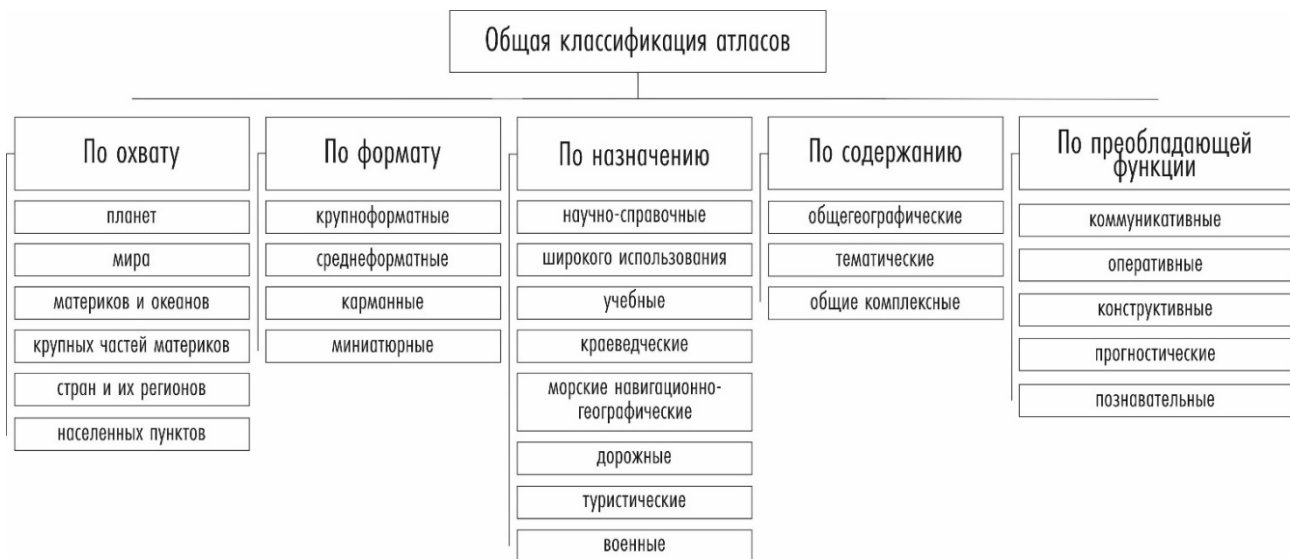 Общая классификация атласов
По охвату
планет
мира
материков и океанов
крупных частей материков
стран и их регионов
населенных пунктов
По формату
крупноформатные
среднеформатные
карманные
миниатюрные
По назначению
научно-справочные
широкого использования
учебные
краеведческие
морские навигационно-
географические
дорожные
туристические
военные
По содержанию
общегеографические
тематические
общие комплексные
По преобладающей
функции
коммуникативные
оперативные
конструктивные
прогностические
познавательные